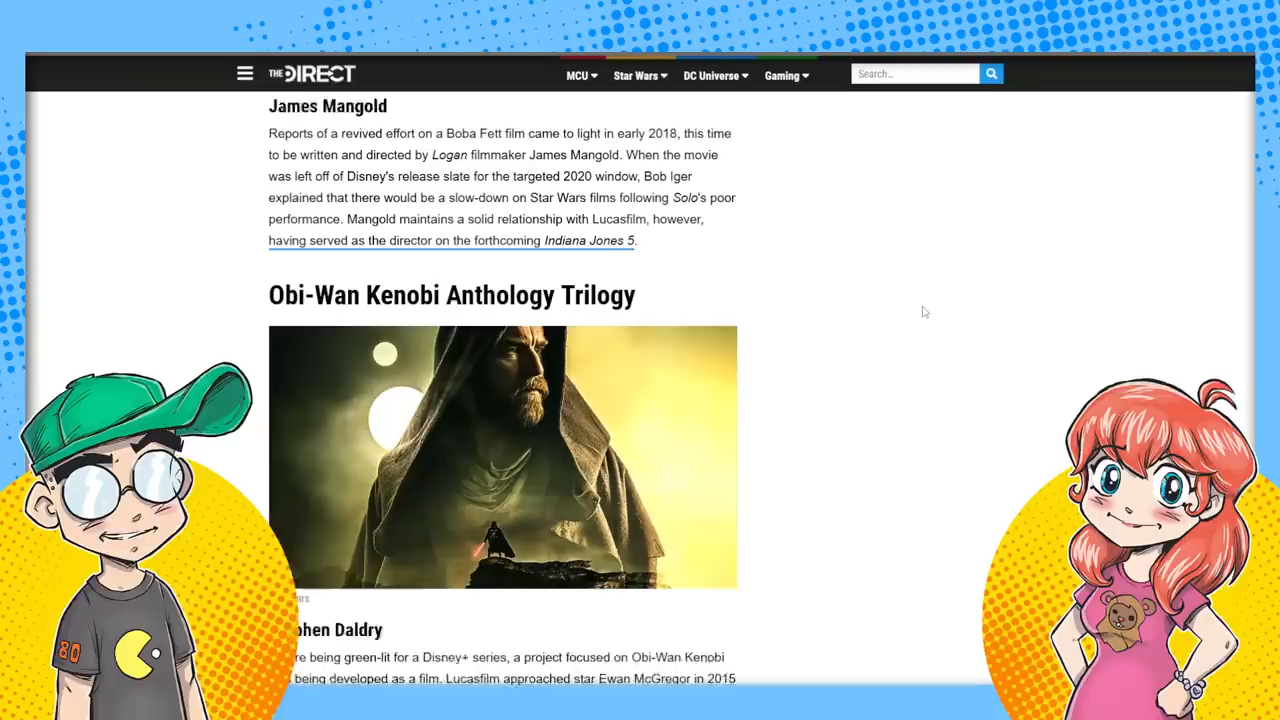 THE DIRECT
MCU Star Wars DC Universe Gaming Search...
James Mangold
Reports of a revived effort on a Boba Fett film came to light in early 2018, this time
to be written and directed by Logan filmmaker James Mangold. When the movie
was left off of Disney's release slate for the targeted 2020 window, Bob Iger
explained that there would be a slow-down on Star Wars films following Solo's poor
performance. Mangold maintains a solid relationship with Lucasfilm, however,
having served as the director on the forthcoming Indiana Jones 5.
Obi-Wan Kenobi Anthology Trilogy
phen Daldry
re being green-lit for a Disney+ series, a project focused on Obi-Wan Kenobi
being developed as a film. Lucasfilm approached star Ewan McGregor in 2015
80